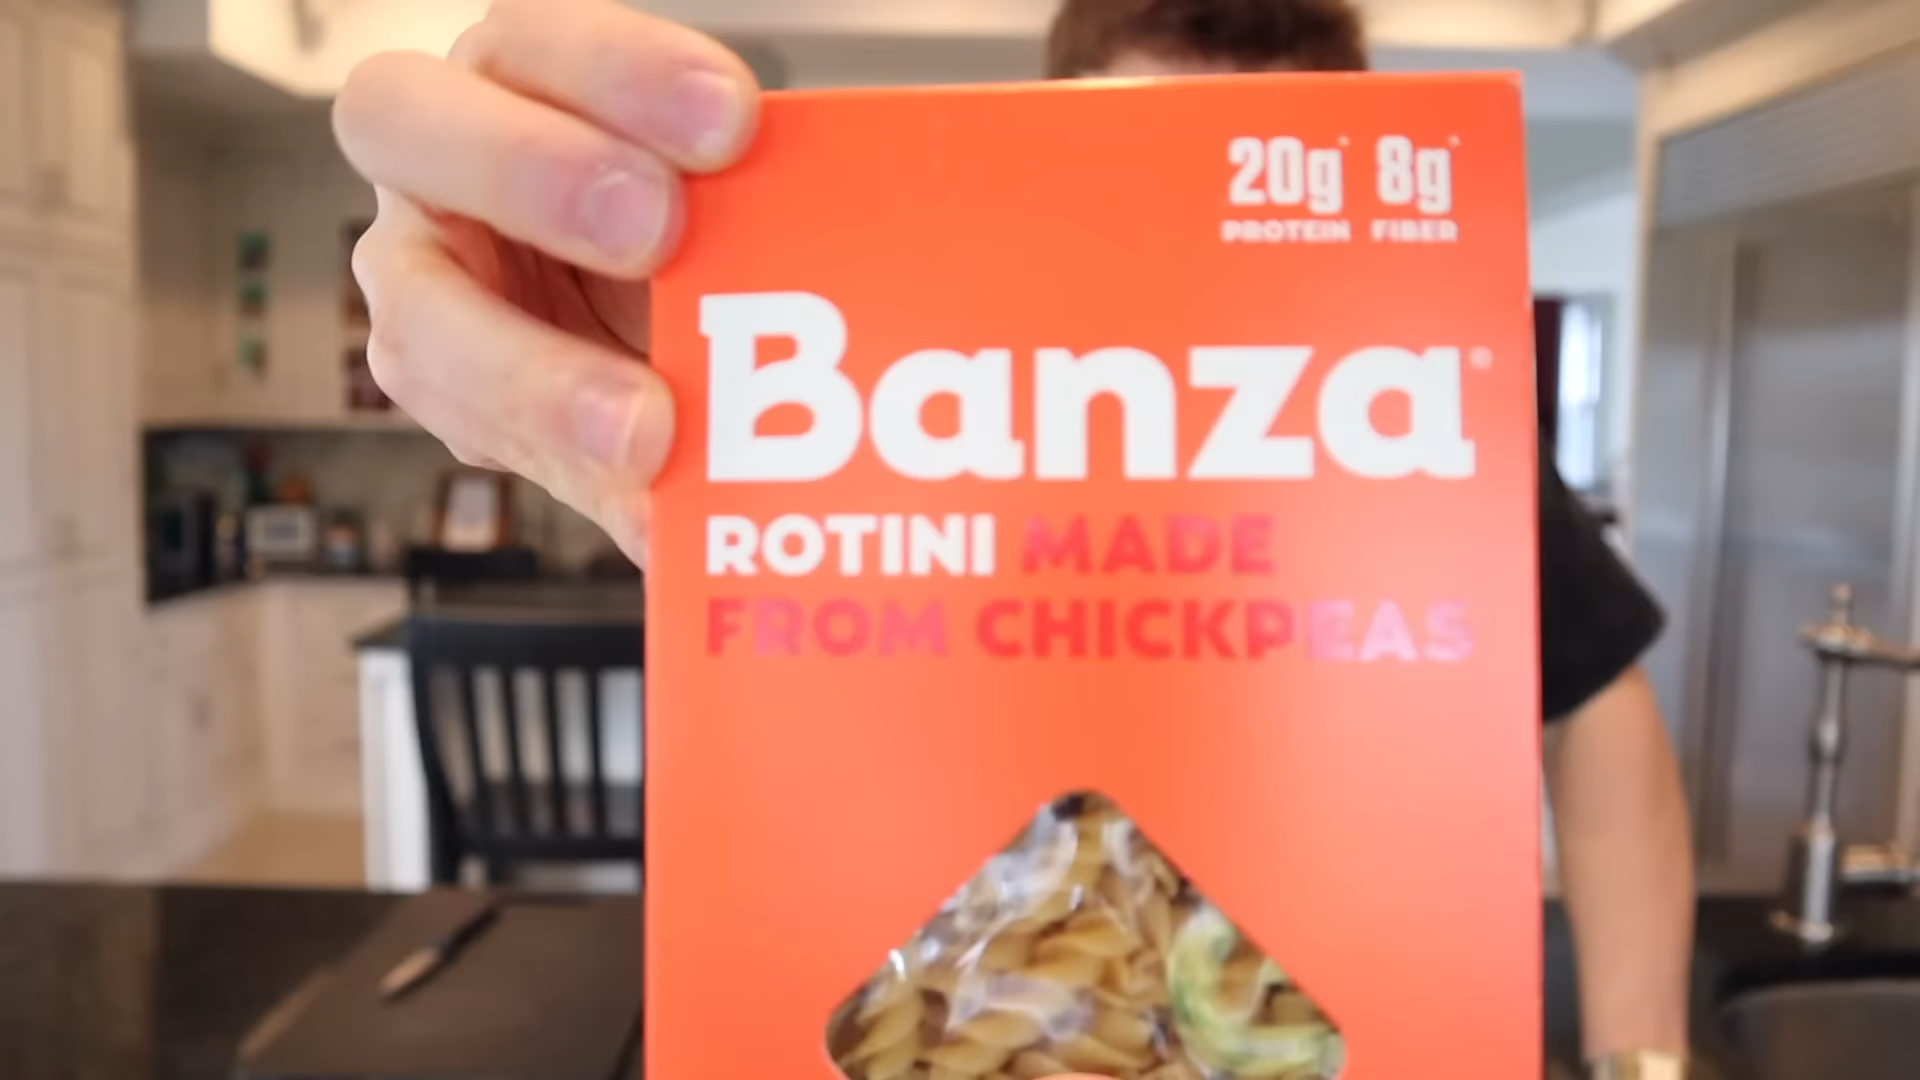 20g* 8g*
PROTEIN FIBER
Banza®
ROTINI MADE
FROM CHICKPEAS